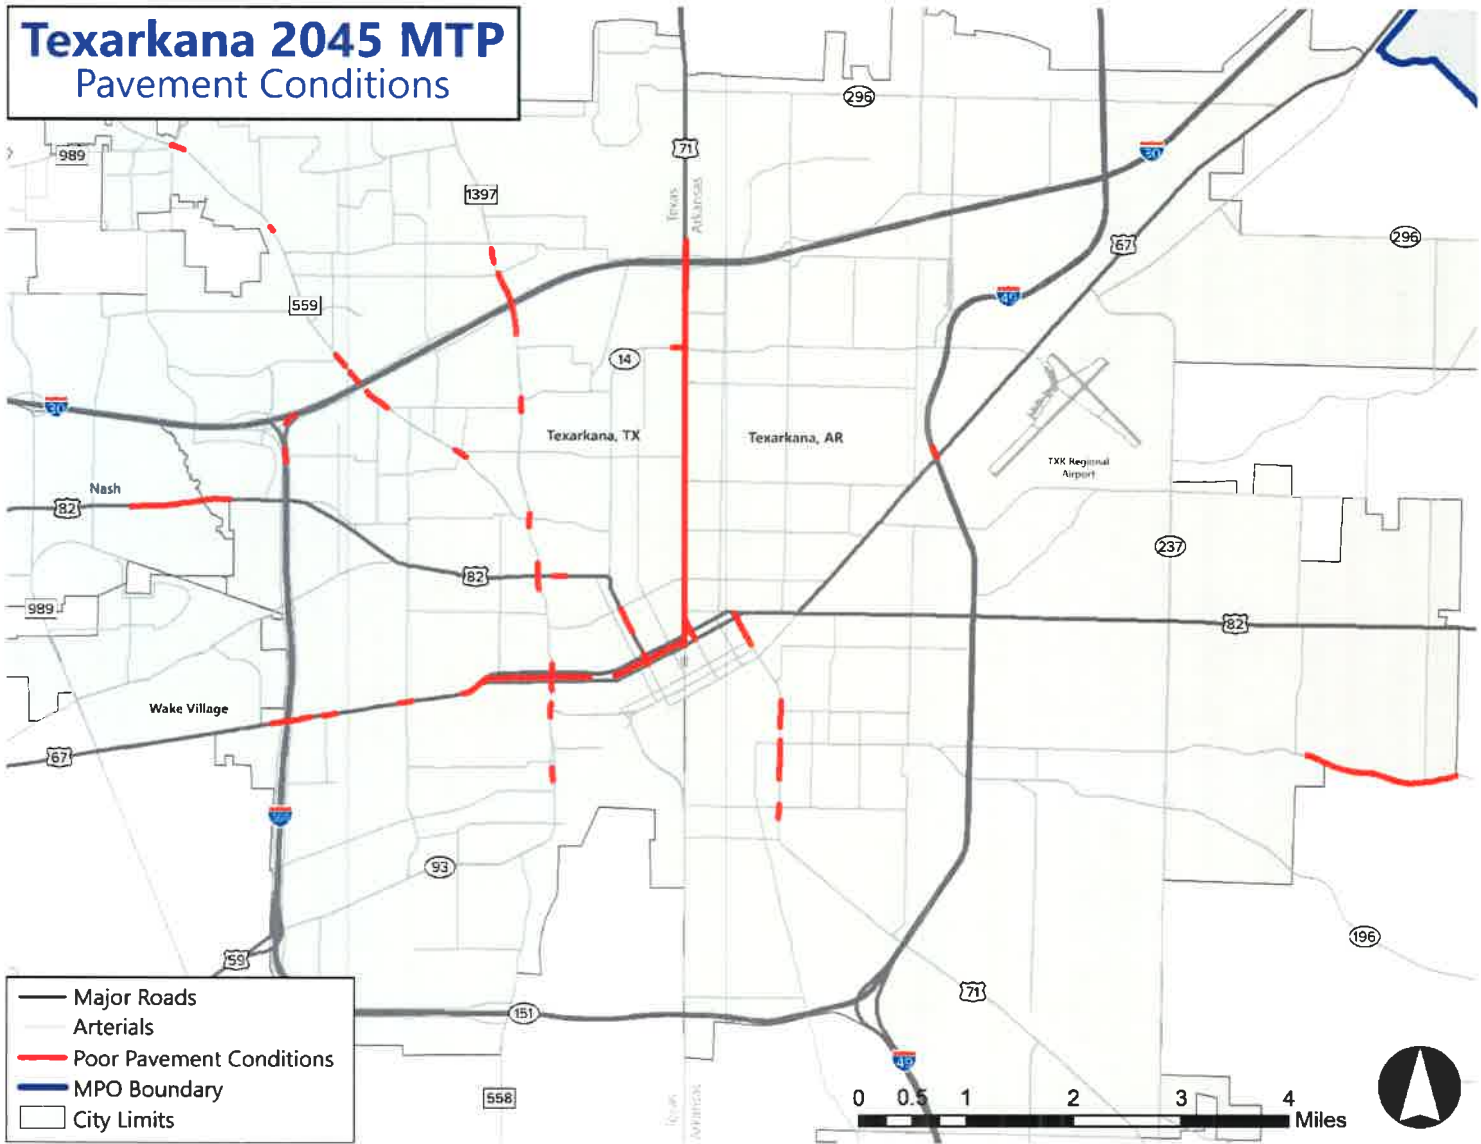 Texarkana 2045 MTP
Pavement Conditions
296
989
71
30
1397
Texas
Arkansas
67
296
559
49
14
30
Texarkana, TX
Texarkana, AR
TXK Regional
Airport
Nash
82
237
82
989
82
Wake Village
67
93
196
59
71
151
49
558
Texas
Arkansas
Major Roads
Arterials
Poor Pavement Conditions
MPO Boundary
City Limits
0 0.5 1 2 3 4
Miles